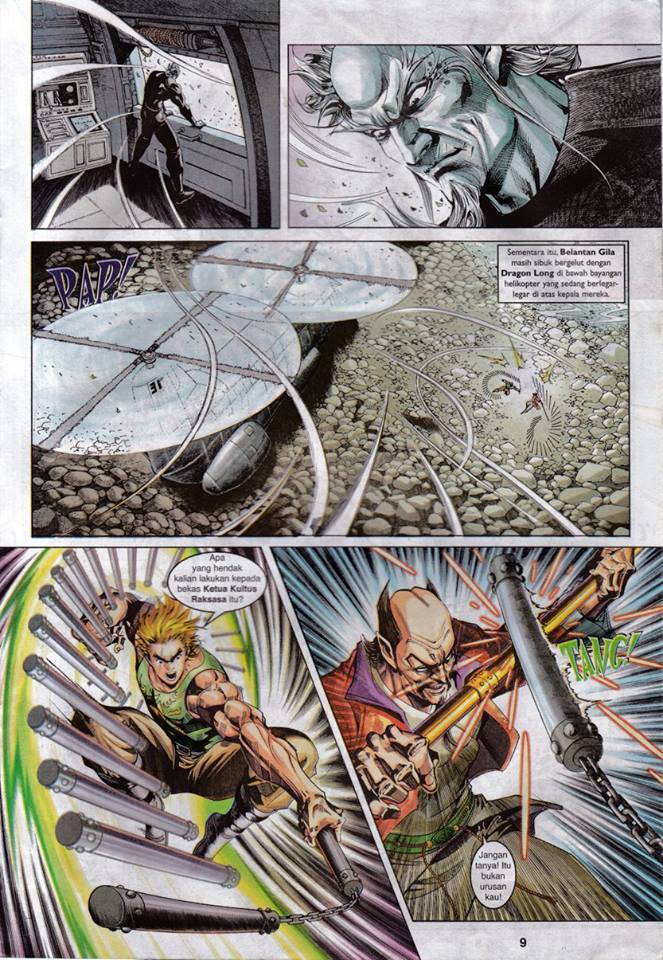 PAP!
Sementara itu, Belantan Gila
masih sibuk bergelut dengan
Dragon Long di bawah bayangan
helikopter yang sedang berlegar-
legar di atas kepala mereka.
Apa
yang hendak
kalian lakukan kepada
bekas Ketua Kultus
Raksasa itu?
TANG!
Jangan
tanya! Itu
bukan
urusan
kau!
9